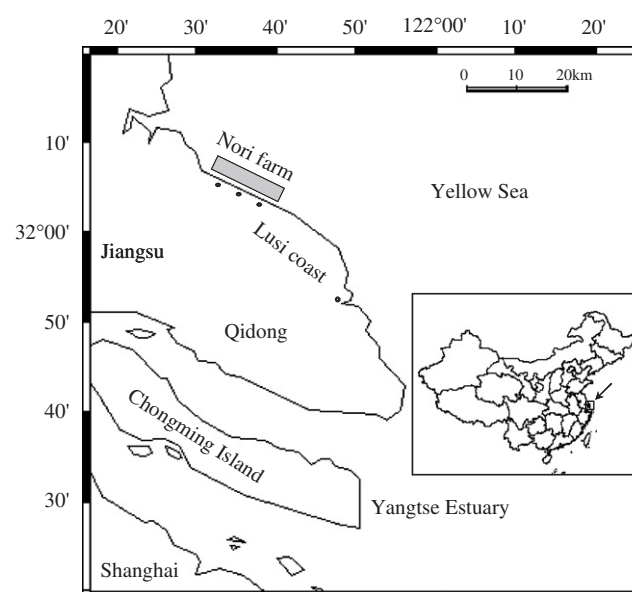 20' 30' 40' 50' 122°00' 10' 20'
0 10 20km
10'
Nori farm
Yellow Sea
32°00'
Jiangsu
Lusi coast
50'
Qidong
40'
Chongming Island
30'
Yangtse Estuary
Shanghai